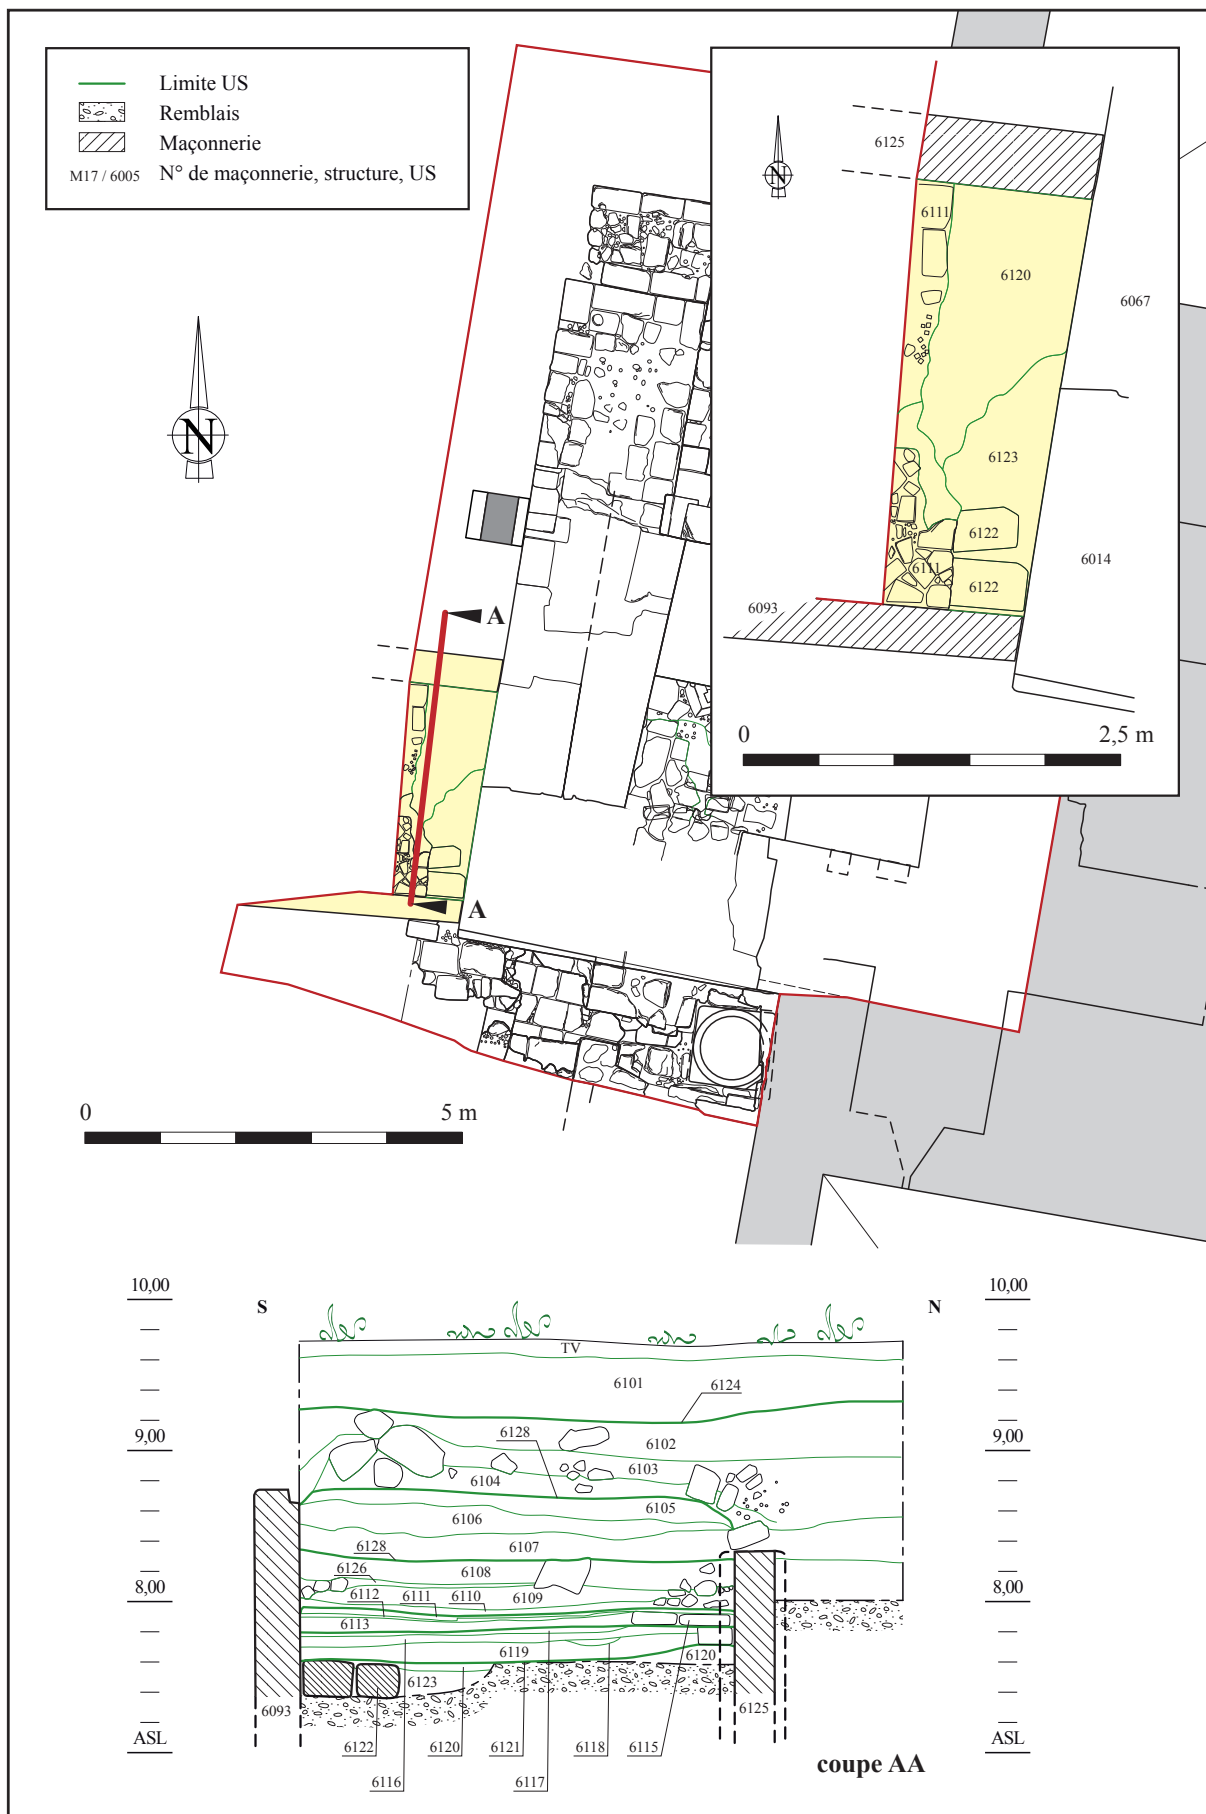 Limite US
Remblais
Maçonnerie
M17 / 6005 N° de maçonnerie, structure, US
N
N
6125
6111
6120
6067
6123
6122
6014
6111
6122
6093
0 2,5 m
A
A
0 5 m
10,00 10,00
S N
TV
6101
6124
6128
6102
9,00 9,00
6103
6104
6105
6106
6107
6128
6108
6126
6109
8,00 8,00
6112 6111 6110
6113
6119
6120
6123
6093 6125
ASL ASL
6122 6120 6121 6118 6115
6116 6117
coupe AA